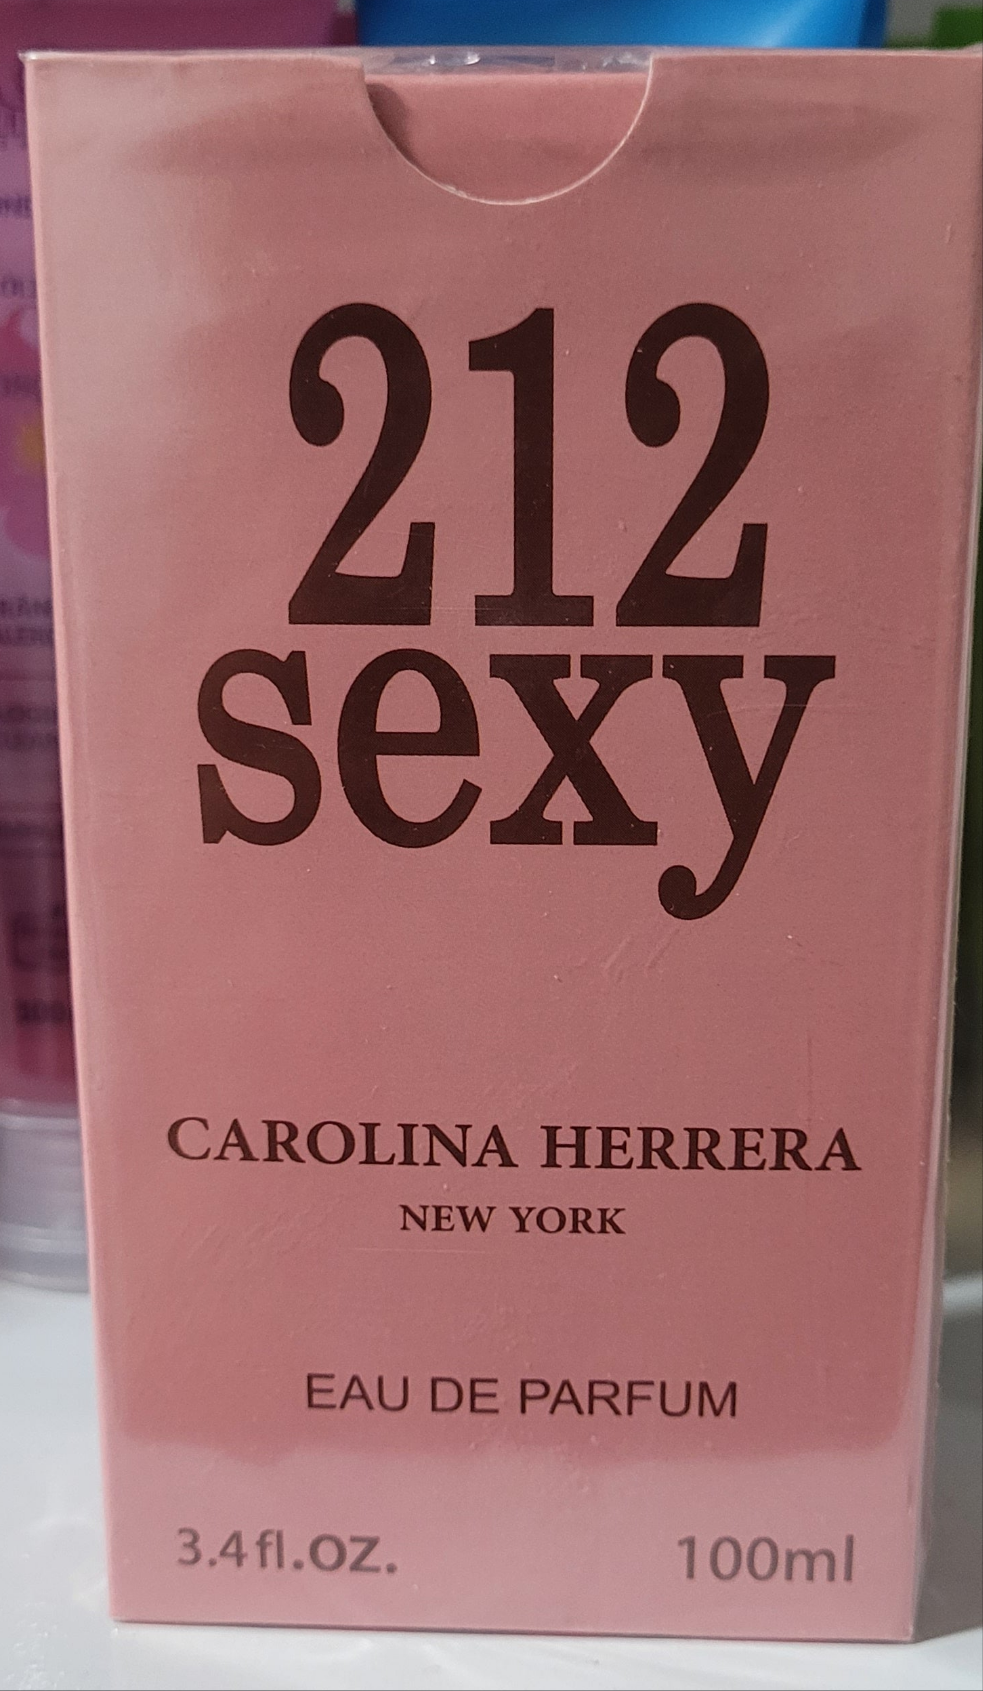 212
sexy
CAROLINA HERRERA
NEW YORK
EAU DE PARFUM
3.4fl.oz.
100ml